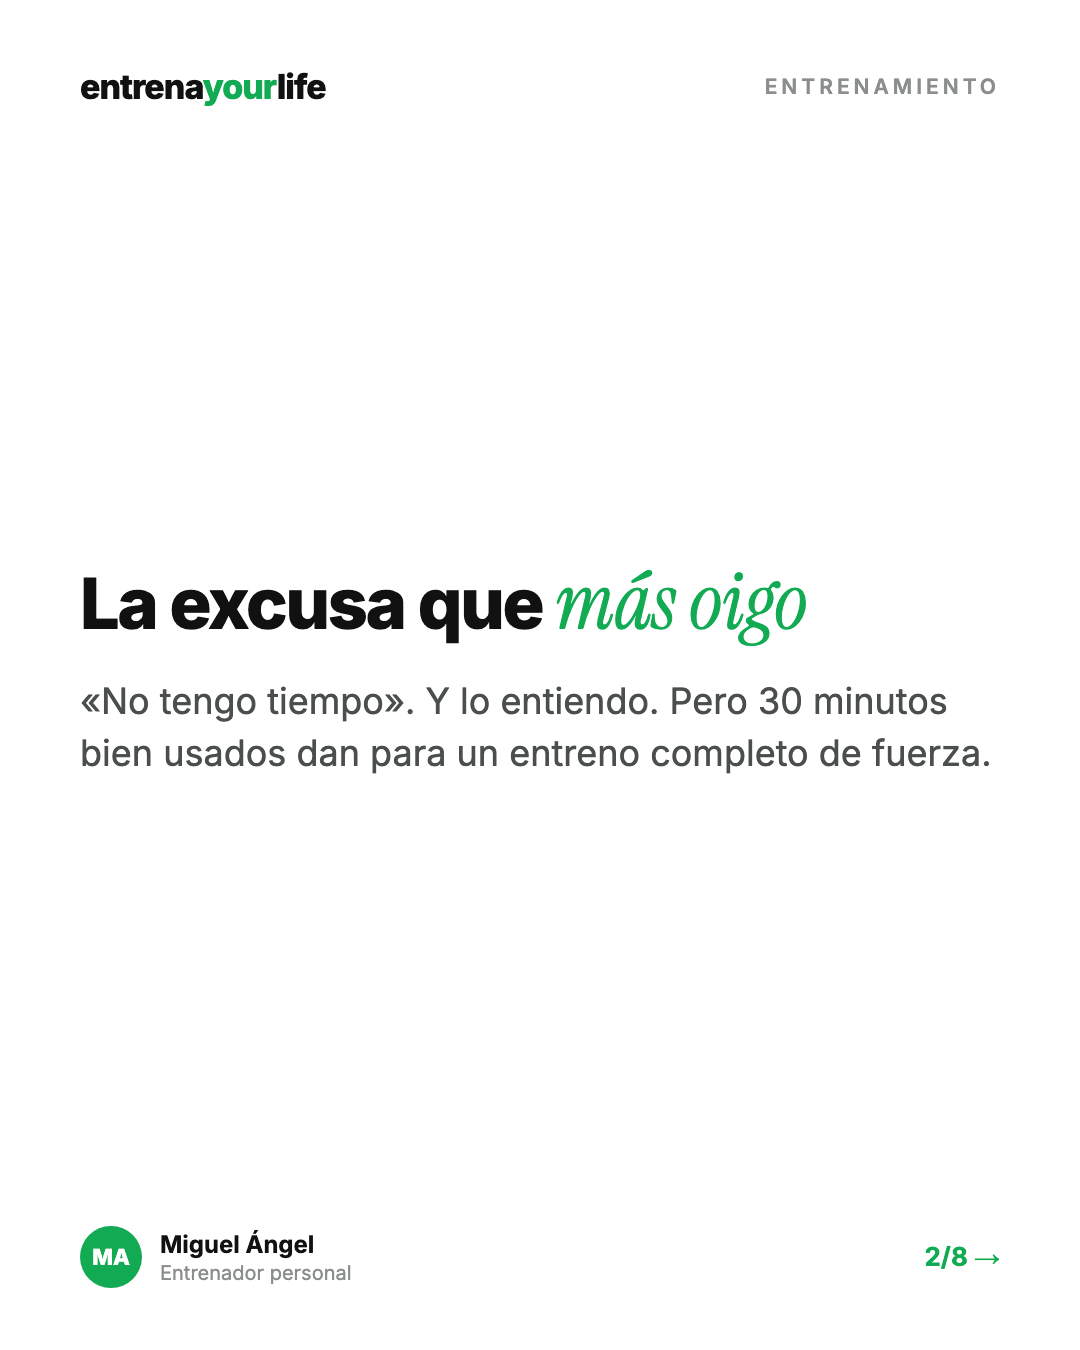 entrenayourlife
ENTRENAMIENTO
La excusa que más oigo
«No tengo tiempo». Y lo entiendo. Pero 30 minutos
bien usados dan para un entreno completo de fuerza.
MA
Miguel Ángel
Entrenador personal
2/8 →